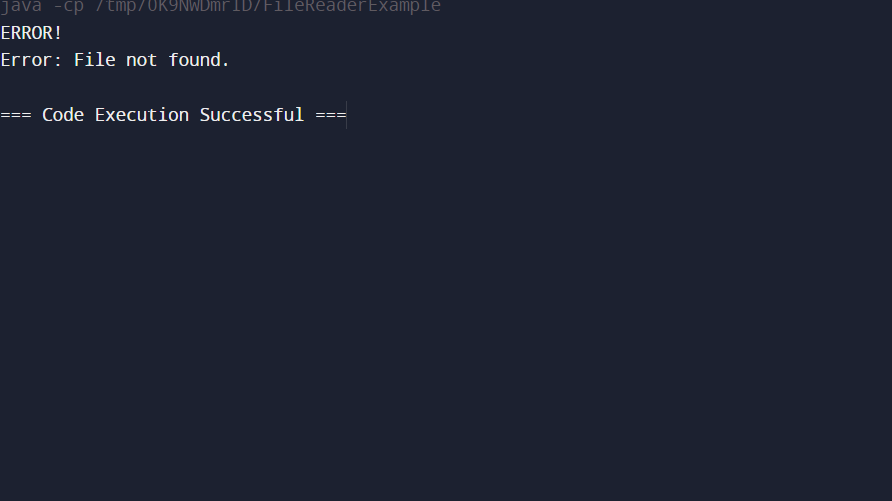 java -cp /tmp/OK9NWDmrID/FileReaderExample
ERROR!
Error: File not found.
=== Code Execution Successful ===